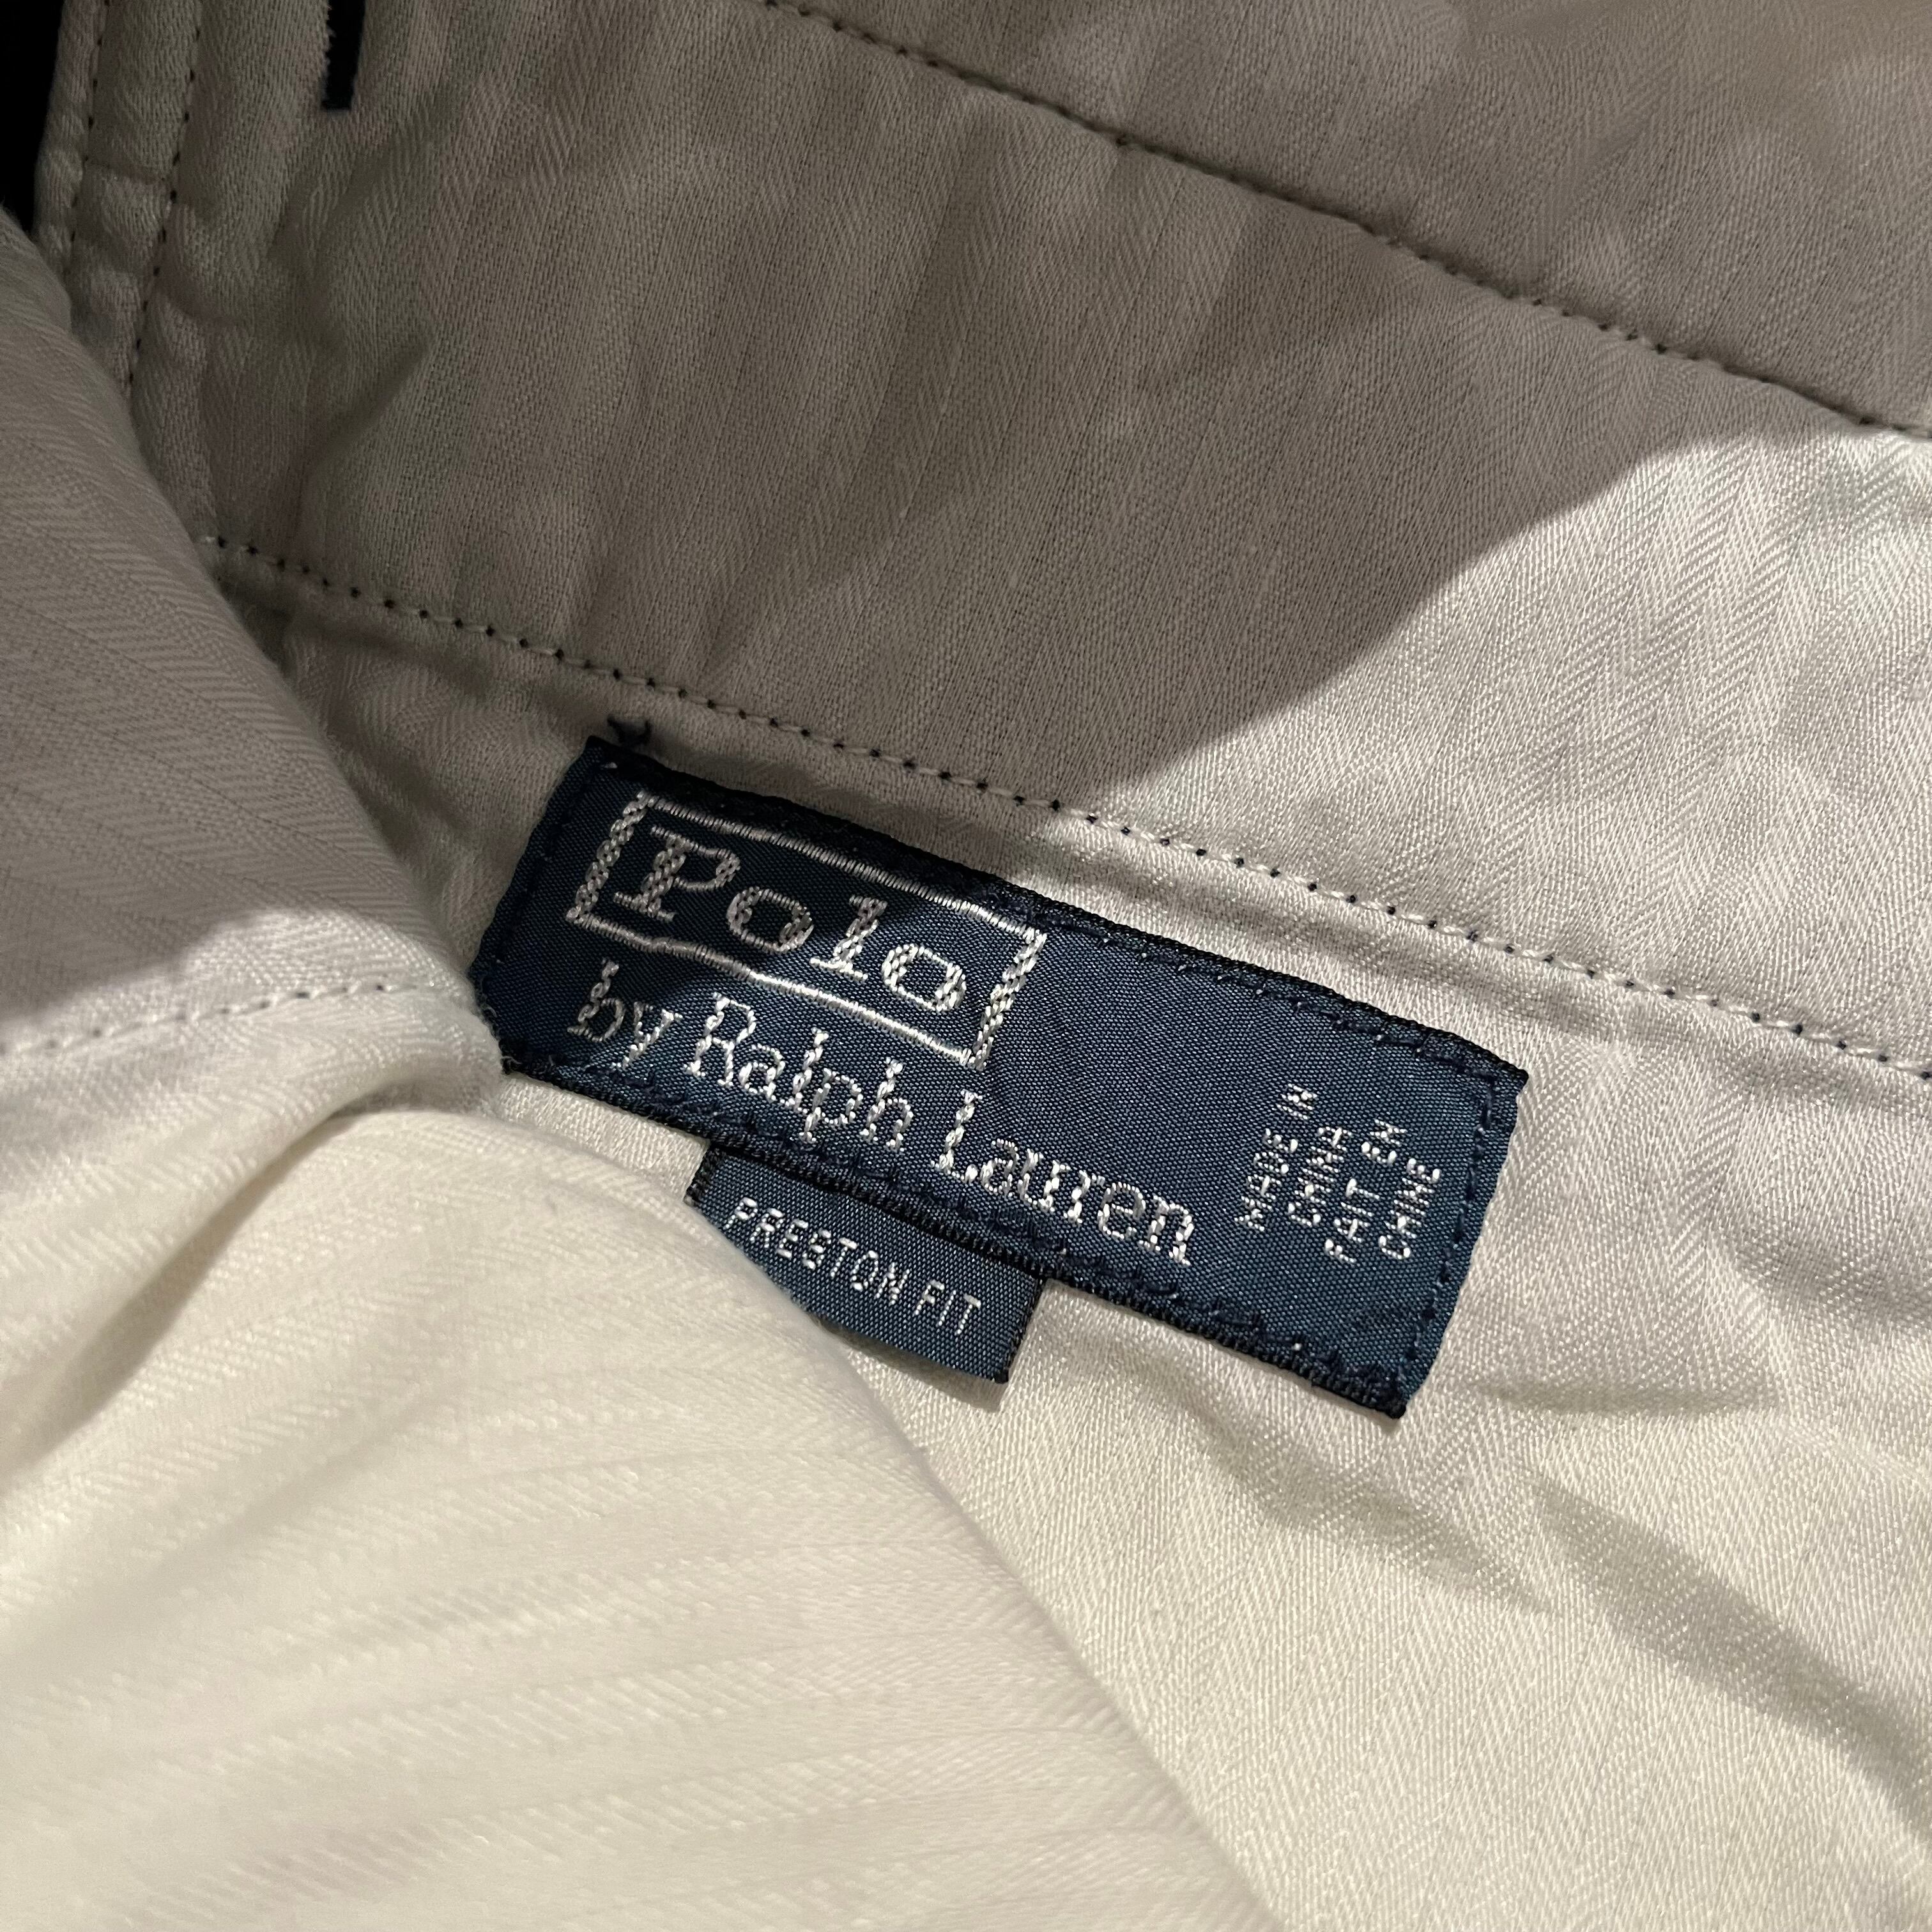 Polo
by Ralph Lauren
MADE IN
CHINA
FAIT EN
CHINE
PRESTON FIT